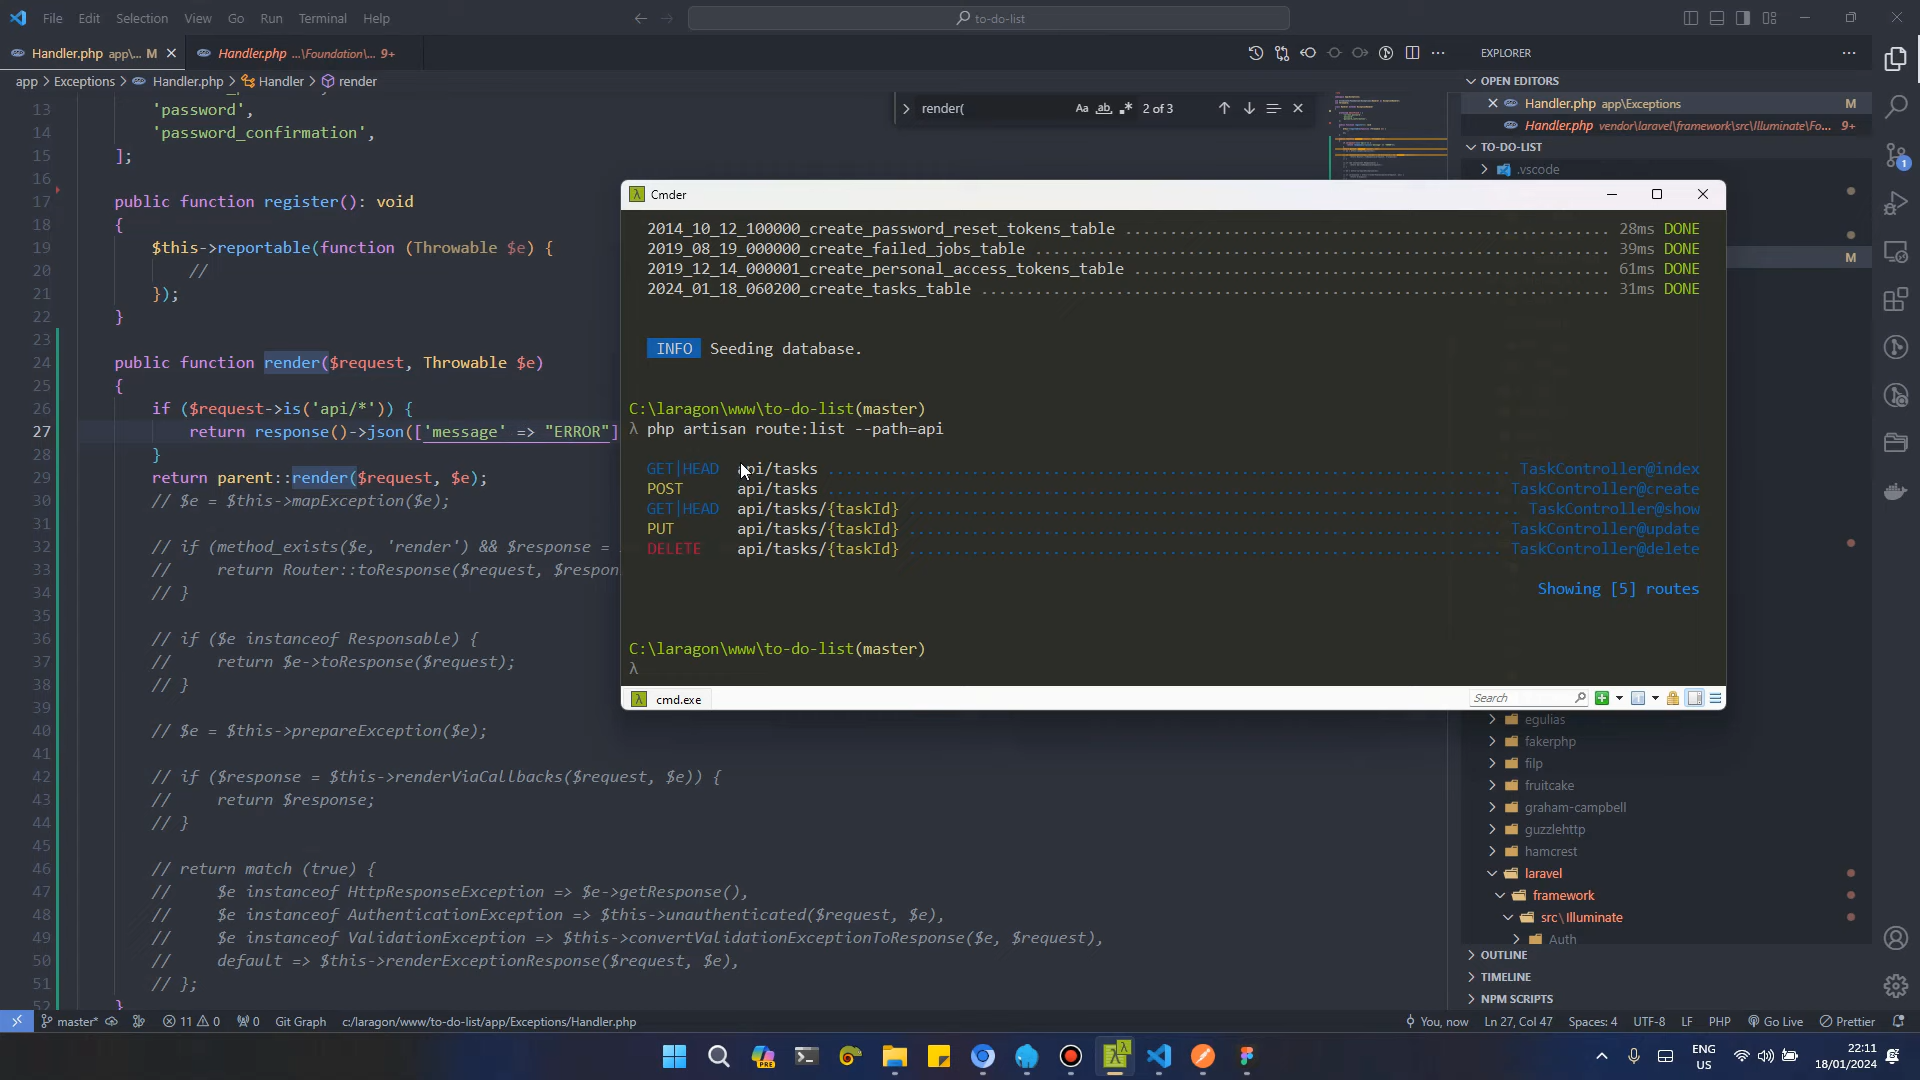 File Edit Selection View Go Run Terminal Help
to-do-list
Handler.php app\... M
Handler.php ...\Foundation\... 9+
app > Exceptions > Handler.php > Handler > render
render(
Aa ab 2 of 3
13 'password',
14 'password_confirmation',
15 ];
16
17 public function register(): void
18 {
19 $this->reportable(function (Throwable $e) {
20 //
21 });
22 }
23
24 public function render($request, Throwable $e)
25 {
26 if ($request->is('api/*')) {
27 return response()->json(['message' => "ERROR"]
28 }
29 return parent::render($request, $e);
30 // $e = $this->mapException($e);
31
32 // if (method_exists($e, 'render') && $response =
33 // return Router::toResponse($request, $respon
34 // }
35
36 // if ($e instanceof Responsable) {
37 // return $e->toResponse($request);
38 // }
39
40 // $e = $this->prepareException($e);
41
42 // if ($response = $this->renderViaCallbacks($request, $e)) {
43 // return $response;
44 // }
45
46 // return match (true) {
47 // $e instanceof HttpResponseException => $e->getResponse(),
48 // $e instanceof AuthenticationException => $this->unauthenticated($request, $e),
49 // $e instanceof ValidationException => $this->convertValidationExceptionToResponse($e, $request),
50 // default => $this->renderExceptionResponse($request, $e),
51 // };
52 }
Cmder
2014_10_12_100000_create_password_reset_tokens_table 28ms DONE
2019_08_19_000000_create_failed_jobs_table 39ms DONE
2019_12_14_000001_create_personal_access_tokens_table 61ms DONE
2024_01_18_060200_create_tasks_table 31ms DONE
INFO Seeding database.
C:\laragon\www\to-do-list(master)
λ php artisan route:list --path=api
GET|HEAD api/tasks TaskController@index
POST api/tasks TaskController@create
GET|HEAD api/tasks/{taskId} TaskController@show
PUT api/tasks/{taskId} TaskController@update
DELETE api/tasks/{taskId} TaskController@delete
Showing [5] routes
C:\laragon\www\to-do-list(master)
λ
cmd.exe
Search
EXPLORER
OPEN EDITORS
Handler.php app\Exceptions M
Handler.php vendor\laravel\framework\src\Illuminate\Fo... 9+
TO-DO-LIST
.vscode
M
egulias
fakerphp
filp
fruitcake
graham-campbell
guzzlehttp
hamcrest
laravel
framework
src\Illuminate
Auth
OUTLINE
TIMELINE
NPM SCRIPTS
1
master* 11 0 0 Git Graph c:/laragon/www/to-do-list/app/Exceptions/Handler.php
You, now Ln 27, Col 47 Spaces: 4 UTF-8 LF PHP Go Live Prettier
PRE
ENG
US
22:11
18/01/2024